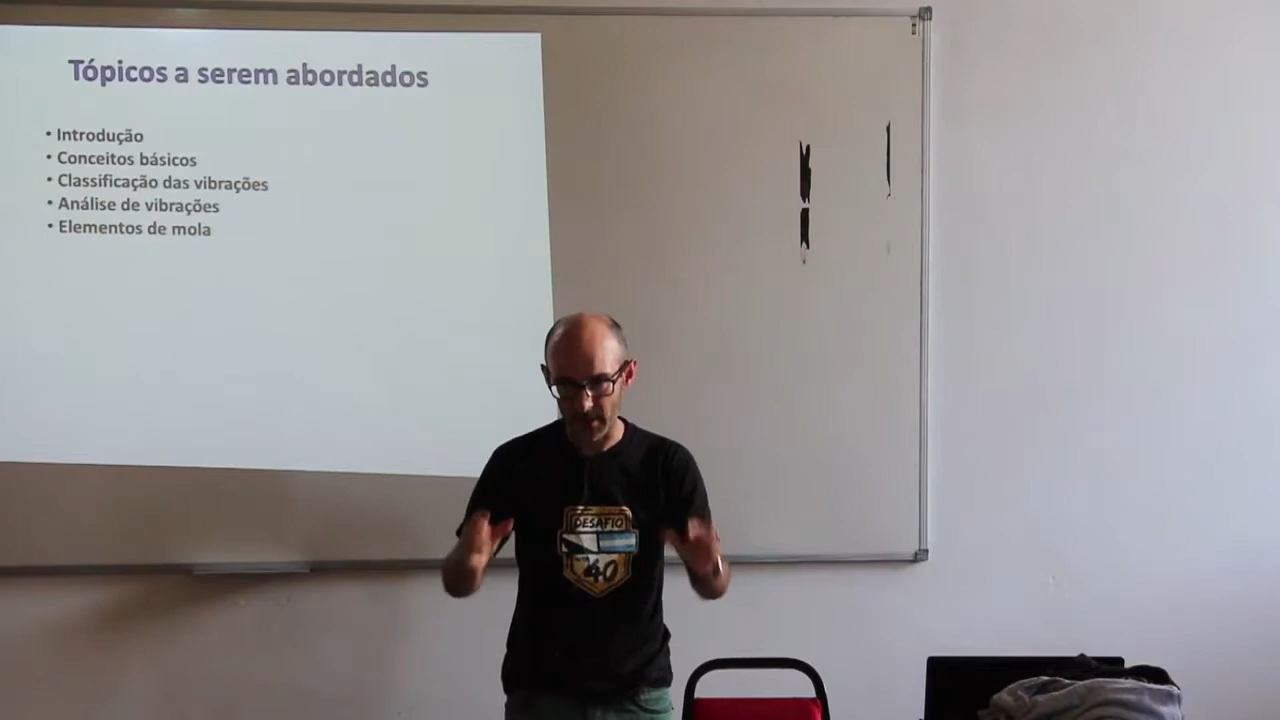 Tópicos a serem abordados
• Introdução
• Conceitos básicos
• Classificação das vibrações
• Análise de vibrações
• Elementos de mola
DESAFIO
40